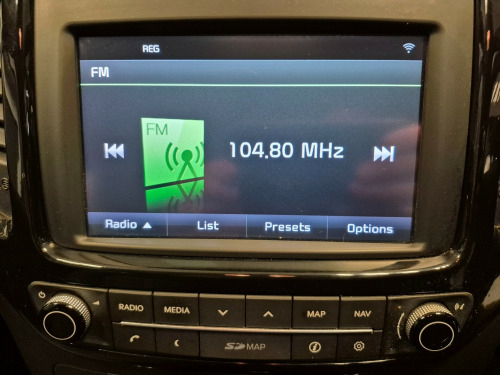 REG
FM
FM
104.80 MHz
Radio List Presets Options
RADIO MEDIA MAP NAV
SD MAP